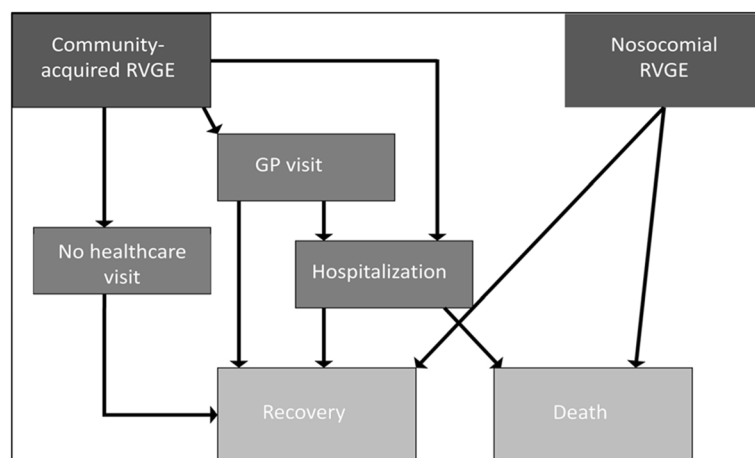 Community-
acquired RVGE
Nosocomial
RVGE
GP visit
No healthcare
visit
Hospitalization
Recovery
Death